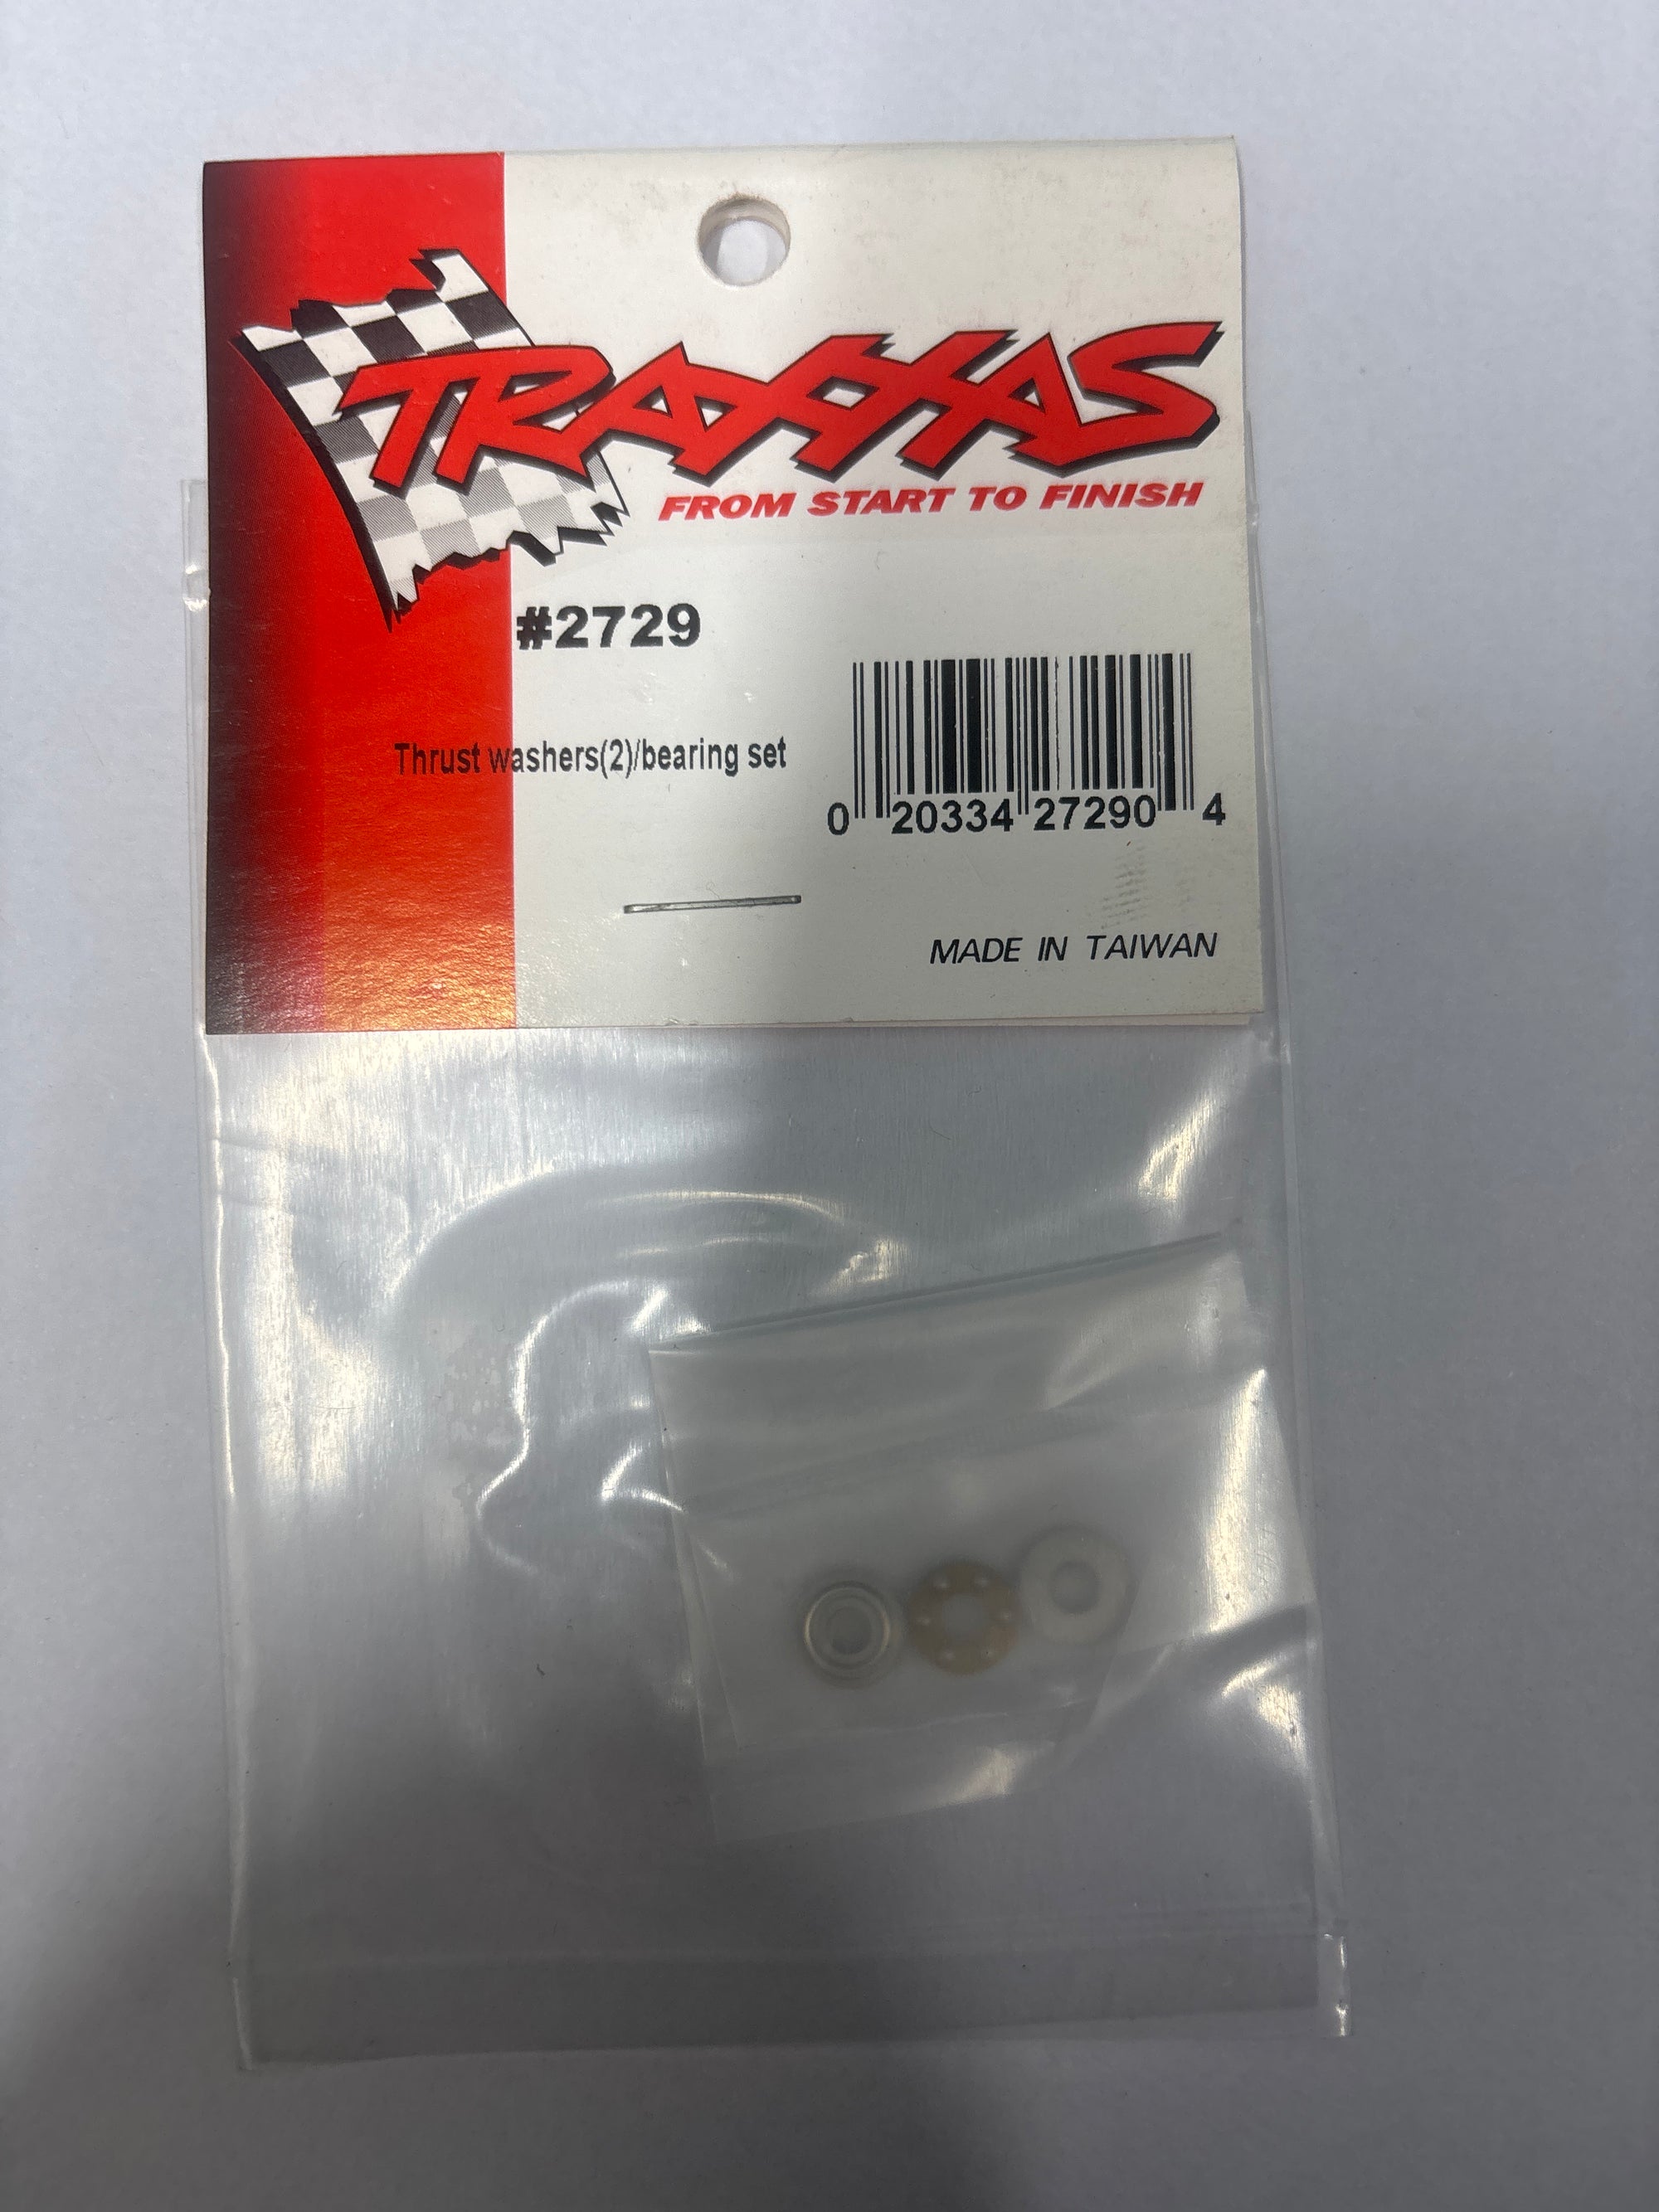 TRAXXAS
FROM START TO FINISH
#2729
Thrust washers(2)/bearing set
0 20334 27290 4
MADE IN TAIWAN